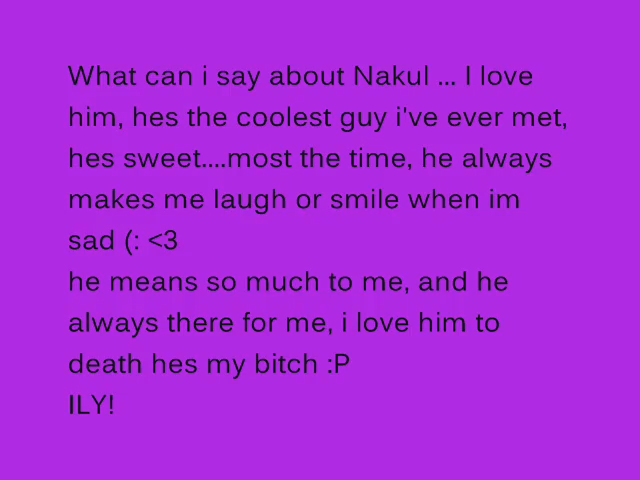 What can i say about Nakul ... I love
him, hes the coolest guy i've ever met,
hes sweet....most the time, he always
makes me laugh or smile when im
sad (: <3
he means so much to me, and he
always there for me, i love him to
death hes my bitch :P
ILY!